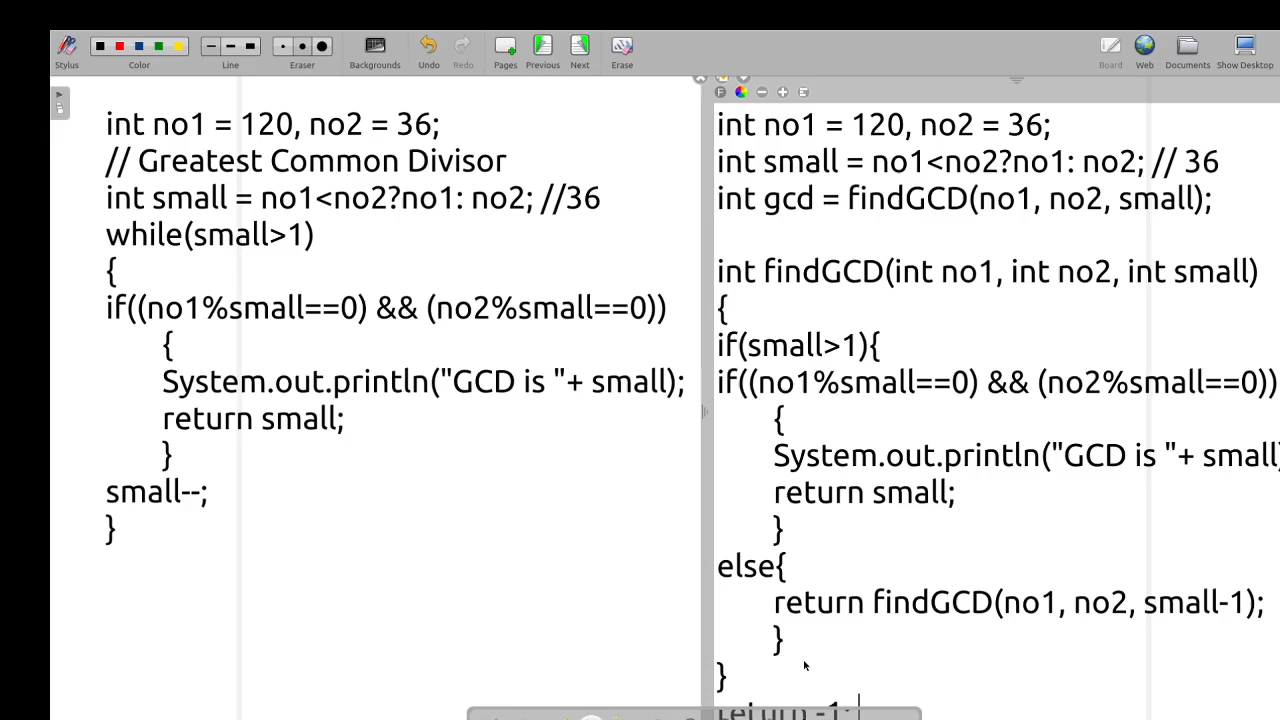 Stylus Color Line Eraser Backgrounds Undo Redo Pages Previous Next Erase Board Web Documents Show Desktop
int no1 = 120, no2 = 36;
// Greatest Common Divisor
int small = no1<no2?no1: no2; //36
while(small>1)
{
if((no1%small==0) && (no2%small==0))
{
System.out.println("GCD is "+ small);
return small;
}
small--;
}
int no1 = 120, no2 = 36;
int small = no1<no2?no1: no2; // 36
int gcd = findGCD(no1, no2, small);
int findGCD(int no1, int no2, int small)
{
if(small>1){
if((no1%small==0) && (no2%small==0))
{
System.out.println("GCD is "+ small)
return small;
}
else{
return findGCD(no1, no2, small-1);
}
}
return -1;